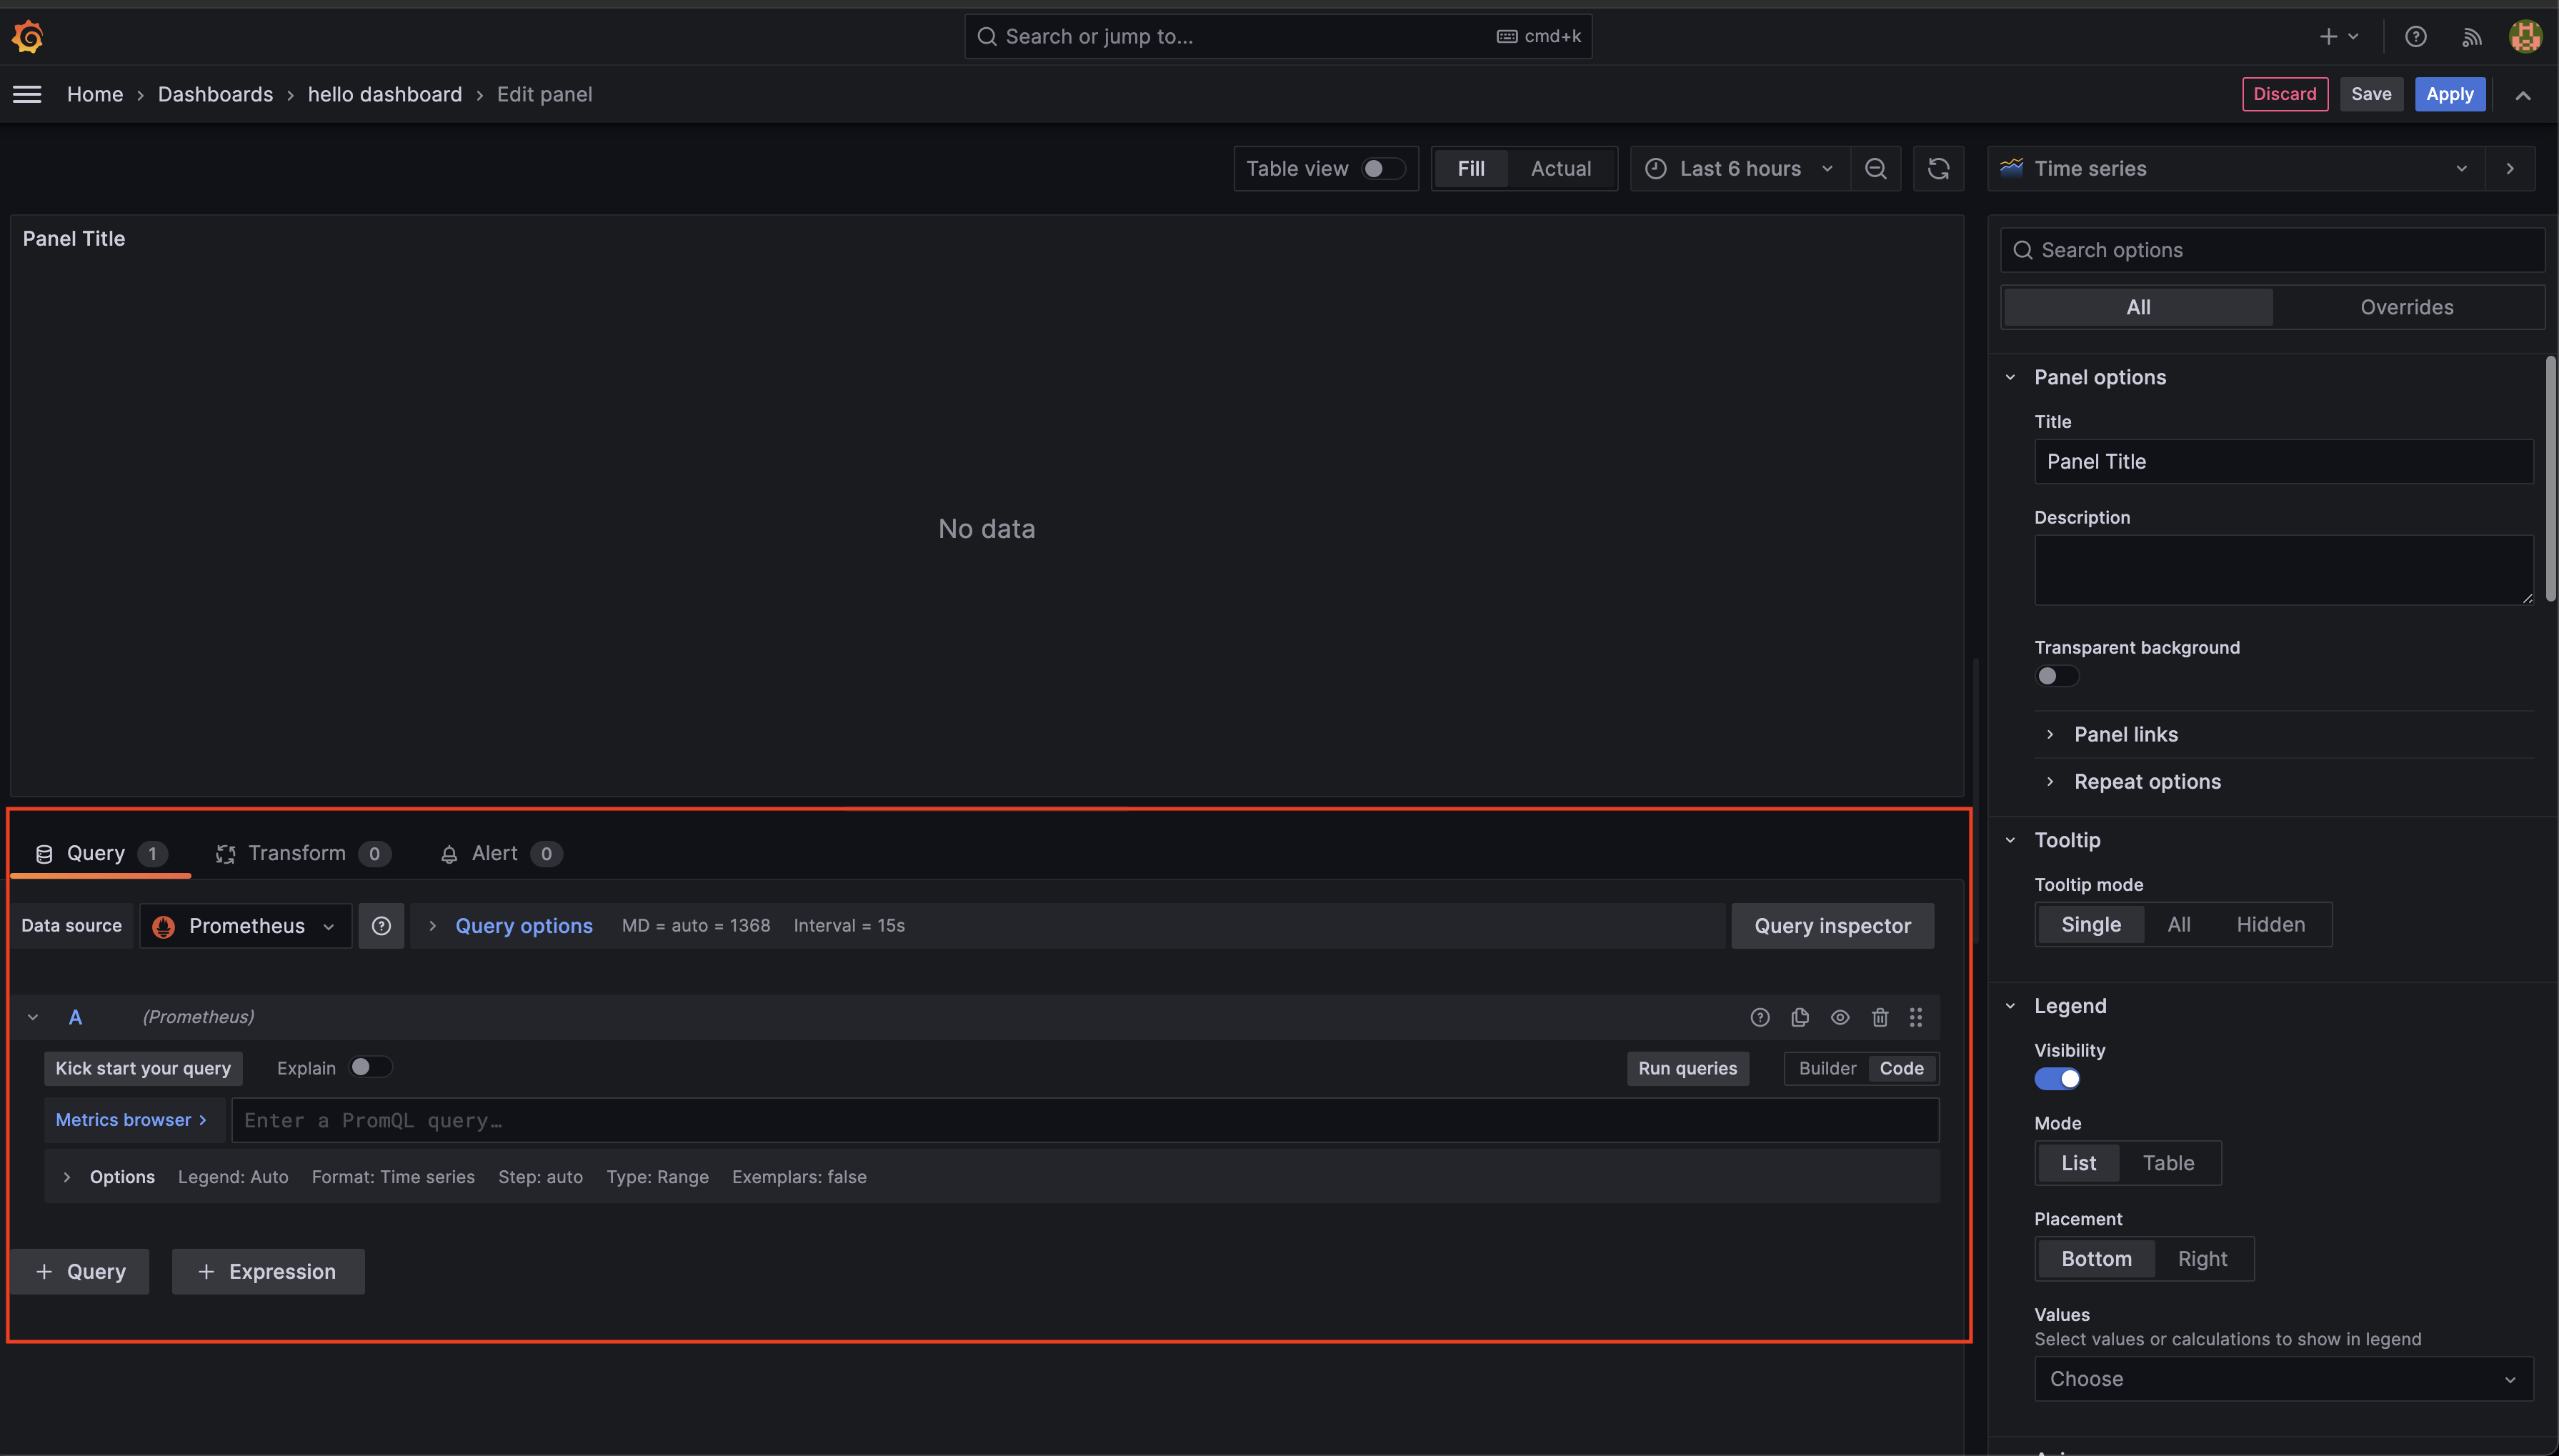 Search or jump to... cmd+k
Home › Dashboards › hello dashboard › Edit panel
Discard Save Apply
Table view Fill Actual Last 6 hours
Time series
Panel Title
No data
Search options
All Overrides
Panel options
Title
Panel Title
Description
Transparent background
Panel links
Repeat options
Tooltip
Tooltip mode
Single All Hidden
Legend
Visibility
Mode
List Table
Placement
Bottom Right
Values
Select values or calculations to show in legend
Choose
Query 1 Transform 0 Alert 0
Data source Prometheus Query options MD = auto = 1368 Interval = 15s Query inspector
A (Prometheus)
Kick start your query Explain Run queries Builder Code
Metrics browser › Enter a PromQL query…
Options Legend: Auto Format: Time series Step: auto Type: Range Exemplars: false
+ Query + Expression